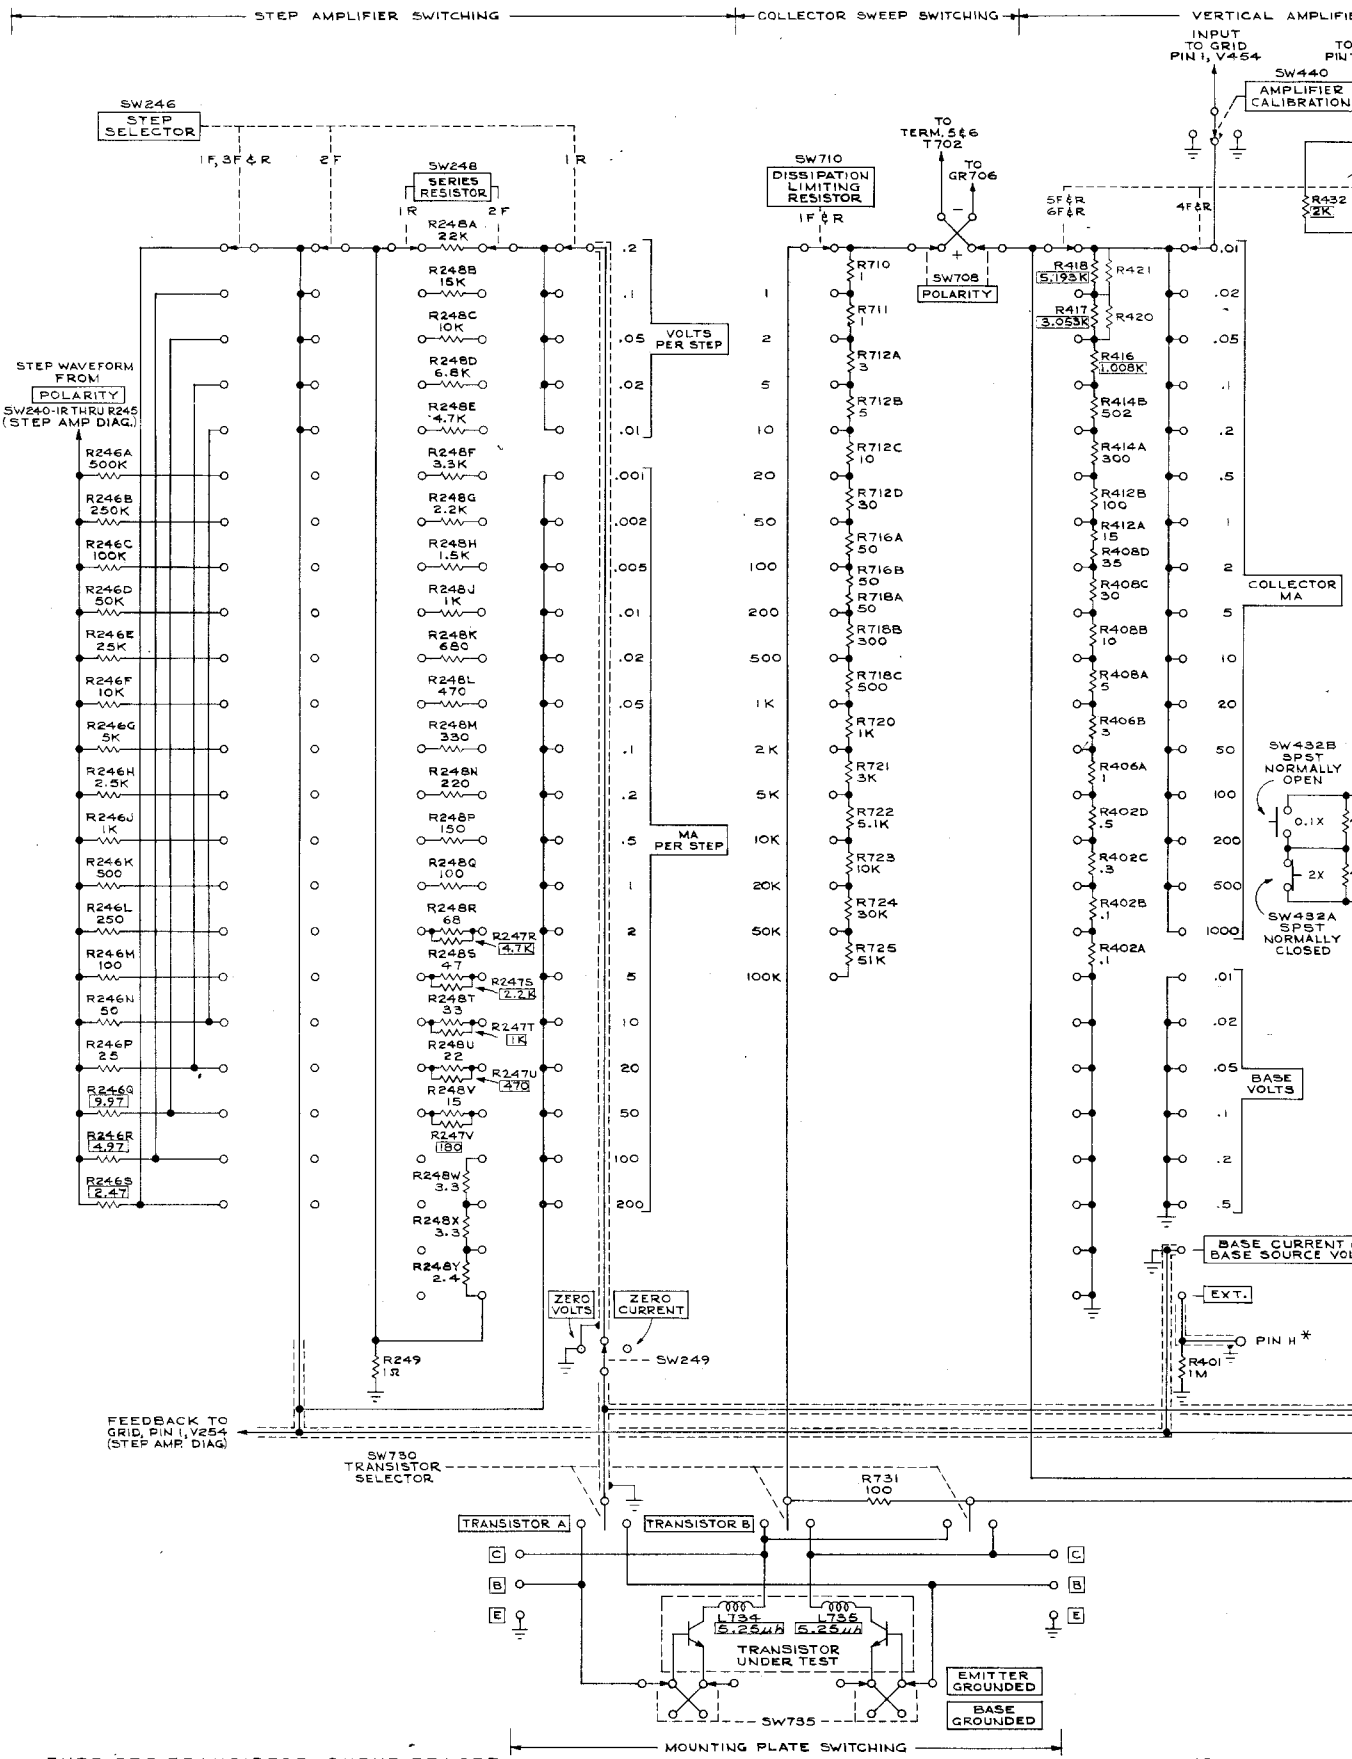 STEP AMPLIFIER SWITCHING
COLLECTOR SWEEP SWITCHING
VERTICAL AMPLIFIE
INPUT
TO GRID
PIN 1, V454
TO
PIN
SW440
AMPLIFIER
CALIBRATION
SW246
STEP
SELECTOR
1F, 3F & R
2F
1R
SW248
SERIES
RESISTOR
1R
2F
SW710
DISSIPATION
LIMITING
RESISTOR
1F & R
TO
TERM. 5 & 6
T702
TO
GR706
−
+
SW708
POLARITY
5F & R
6F & R
4F & R
R432
2K
STEP WAVEFORM
FROM
POLARITY
SW240-1R THRU R245
(STEP AMP DIAG.)
R246A
500K
R246B
250K
R246C
100K
R246D
50K
R246E
25K
R246F
10K
R246G
5K
R246H
2.5K
R246J
1K
R246K
500
R246L
250
R246M
100
R246N
50
R246P
25
R246Q
9.97
R246R
4.97
R246S
2.47
R248A
22K
R248B
15K
R248C
10K
R248D
6.8K
R248E
4.7K
R248F
3.3K
R248G
2.2K
R248H
1.5K
R248J
1K
R248K
680
R248L
470
R248M
330
R248N
220
R248P
150
R248Q
100
R248R
68
R247R
4.7K
R248S
47
R247S
2.2K
R248T
33
R247T
1K
R248U
22
R247U
470
R248V
15
R247V
180
R248W
3.3
R248X
3.3
R248Y
2.4
R249
1Ω
.2
.1
.05
.02
.01
VOLTS
PER STEP
.001
.002
.005
.01
.02
.05
.1
.2
.5
1
2
5
10
20
50
100
200
MA
PER STEP
1
2
5
10
20
50
100
200
500
1K
2K
5K
10K
20K
50K
100K
R710
1
R711
1
R712A
3
R712B
5
R712C
10
R712D
30
R716A
50
R716B
50
R718A
50
R718B
300
R718C
500
R720
1K
R721
3K
R722
5.1K
R723
10K
R724
30K
R725
51K
R418
5.193K
R421
R417
3.053K
R420
R416
1.008K
R414B
502
R414A
300
R412B
100
R412A
15
R408D
35
R408C
30
R408B
10
R408A
5
R406B
3
R406A
1
R402D
.5
R402C
.3
R402B
.1
R402A
.1
.01
.02
.05
.1
.2
.5
1
2
5
10
20
50
100
200
500
1000
COLLECTOR
MA
.01
.02
.05
.1
.2
.5
BASE
VOLTS
SW432B
SPST
NORMALLY
OPEN
0.1X
2X
SW432A
SPST
NORMALLY
CLOSED
BASE CURRENT
BASE SOURCE VOL
EXT.
PIN H *
R401
1M
ZERO
VOLTS
ZERO
CURRENT
SW249
FEEDBACK TO
GRID, PIN 1, V254
(STEP AMP. DIAG)
SW730
TRANSISTOR
SELECTOR
R731
100
TRANSISTOR A
TRANSISTOR B
C
B
E
C
B
E
L734
5.25µh
L735
5.25µh
TRANSISTOR
UNDER TEST
EMITTER
GROUNDED
BASE
GROUNDED
SW735
MOUNTING PLATE SWITCHING